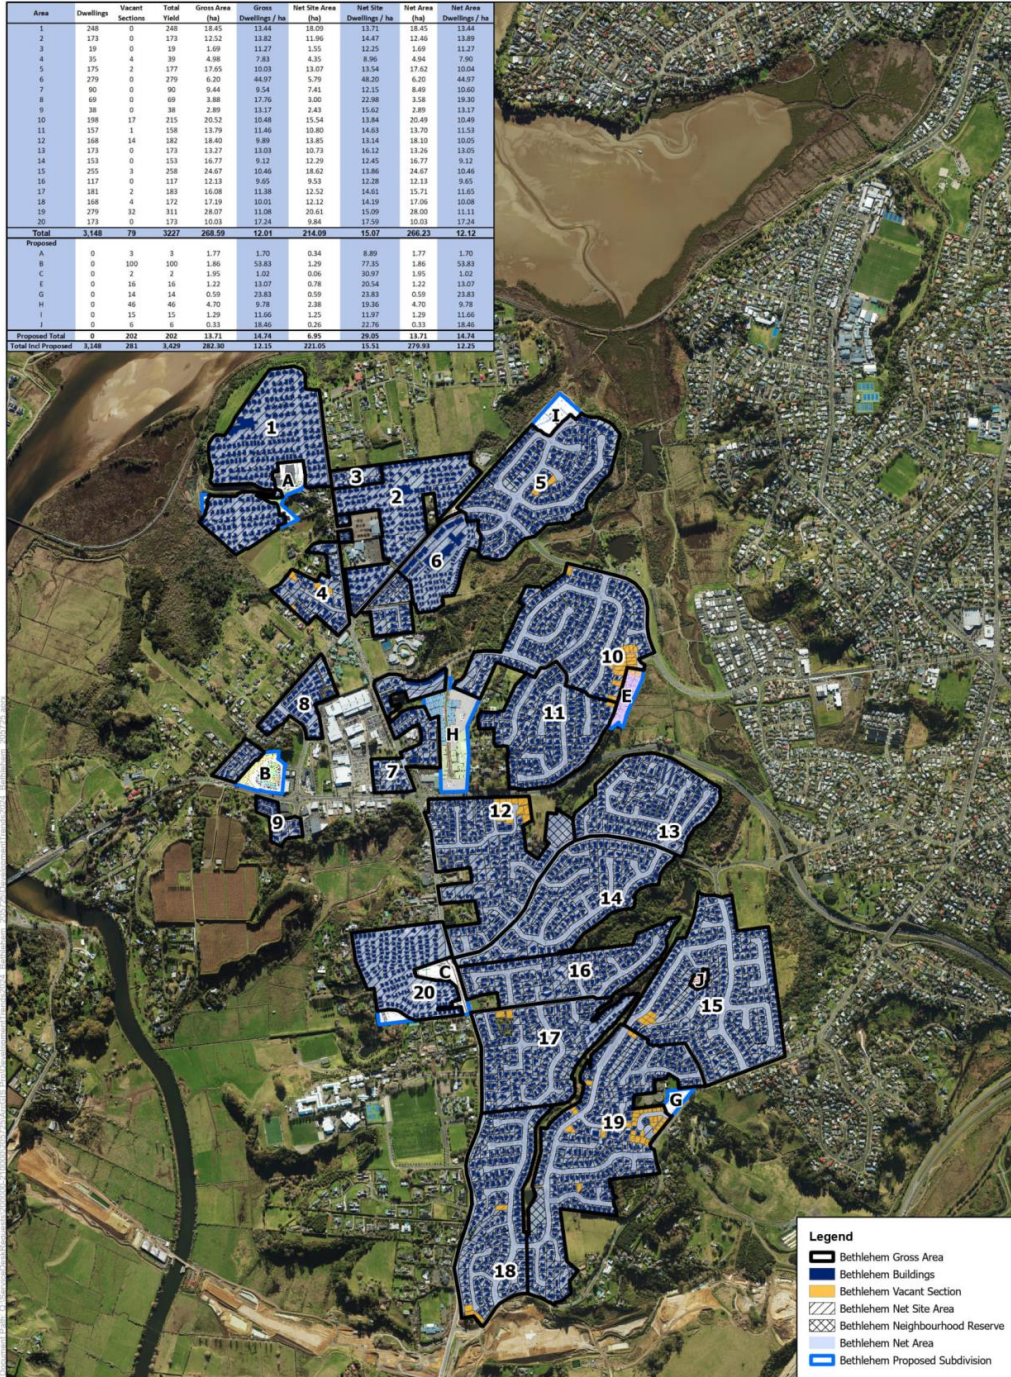 Area Dwellings Vacant Sections Total Yield Gross Area (ha) Gross Dwellings / ha Net Site Area (ha) Net Site Dwellings / ha Net Area (ha) Net Area Dwellings / ha
1 248 0 248 18.45 13.44 18.09 13.71 18.45 13.44
2 173 0 173 12.52 13.82 11.96 14.47 12.46 13.89
3 19 0 19 1.69 11.27 1.55 12.25 1.69 11.27
4 35 4 39 4.98 7.83 4.35 8.96 4.94 7.90
5 175 2 177 17.65 10.03 13.07 13.54 17.62 10.04
6 279 0 279 6.20 44.97 5.79 48.20 6.20 44.97
7 90 0 90 9.44 9.54 7.41 12.15 8.49 10.60
8 69 0 69 3.88 17.76 3.00 22.98 3.58 19.30
9 38 0 38 2.89 13.17 2.43 15.62 2.89 13.17
10 198 17 215 20.52 10.48 15.54 13.84 20.49 10.49
11 157 1 158 13.79 11.46 10.80 14.63 13.70 11.53
12 168 14 182 18.40 9.89 13.85 13.14 18.10 10.05
13 173 0 173 13.27 13.03 10.73 16.12 13.26 13.05
14 153 0 153 16.77 9.12 12.29 12.45 16.77 9.12
15 255 3 258 24.67 10.46 18.62 13.86 24.67 10.46
16 117 0 117 12.13 9.65 9.53 12.28 12.13 9.65
17 181 2 183 16.08 11.38 12.52 14.61 15.71 11.65
18 168 4 172 17.19 10.01 12.12 14.19 17.06 10.08
19 279 32 311 28.07 11.08 20.61 15.09 28.00 11.11
20 173 0 173 10.03 17.24 9.84 17.59 10.03 17.24
Total 3,148 79 3227 268.59 12.01 214.09 15.07 266.23 12.12
Proposed
A 0 3 3 1.77 1.70 0.34 8.89 1.77 1.70
B 0 100 100 1.86 53.83 1.29 77.35 1.86 53.83
C 0 2 2 1.95 1.02 0.06 30.97 1.95 1.02
E 0 16 16 1.22 13.07 0.78 20.54 1.22 13.07
G 0 14 14 0.59 23.83 0.59 23.83 0.59 23.83
H 0 46 46 4.70 9.78 2.38 19.36 4.70 9.78
I 0 15 15 1.29 11.66 1.25 11.97 1.29 11.66
J 0 6 6 0.33 18.46 0.26 22.76 0.33 18.46
Proposed Total 0 202 202 13.71 14.74 6.95 29.05 13.71 14.74
Total Incl Proposed 3,148 281 3,429 282.30 12.15 221.05 15.51 279.93 12.25
1
I
A
3
5
2
6
4
10
E
8
11
H
B
7
9
12
13
14
C
16
J
20
15
17
G
19
18
Legend
Bethlehem Gross Area
Bethlehem Buildings
Bethlehem Vacant Section
Bethlehem Net Site Area
Bethlehem Neighbourhood Reserve
Bethlehem Net Area
Bethlehem Proposed Subdivision